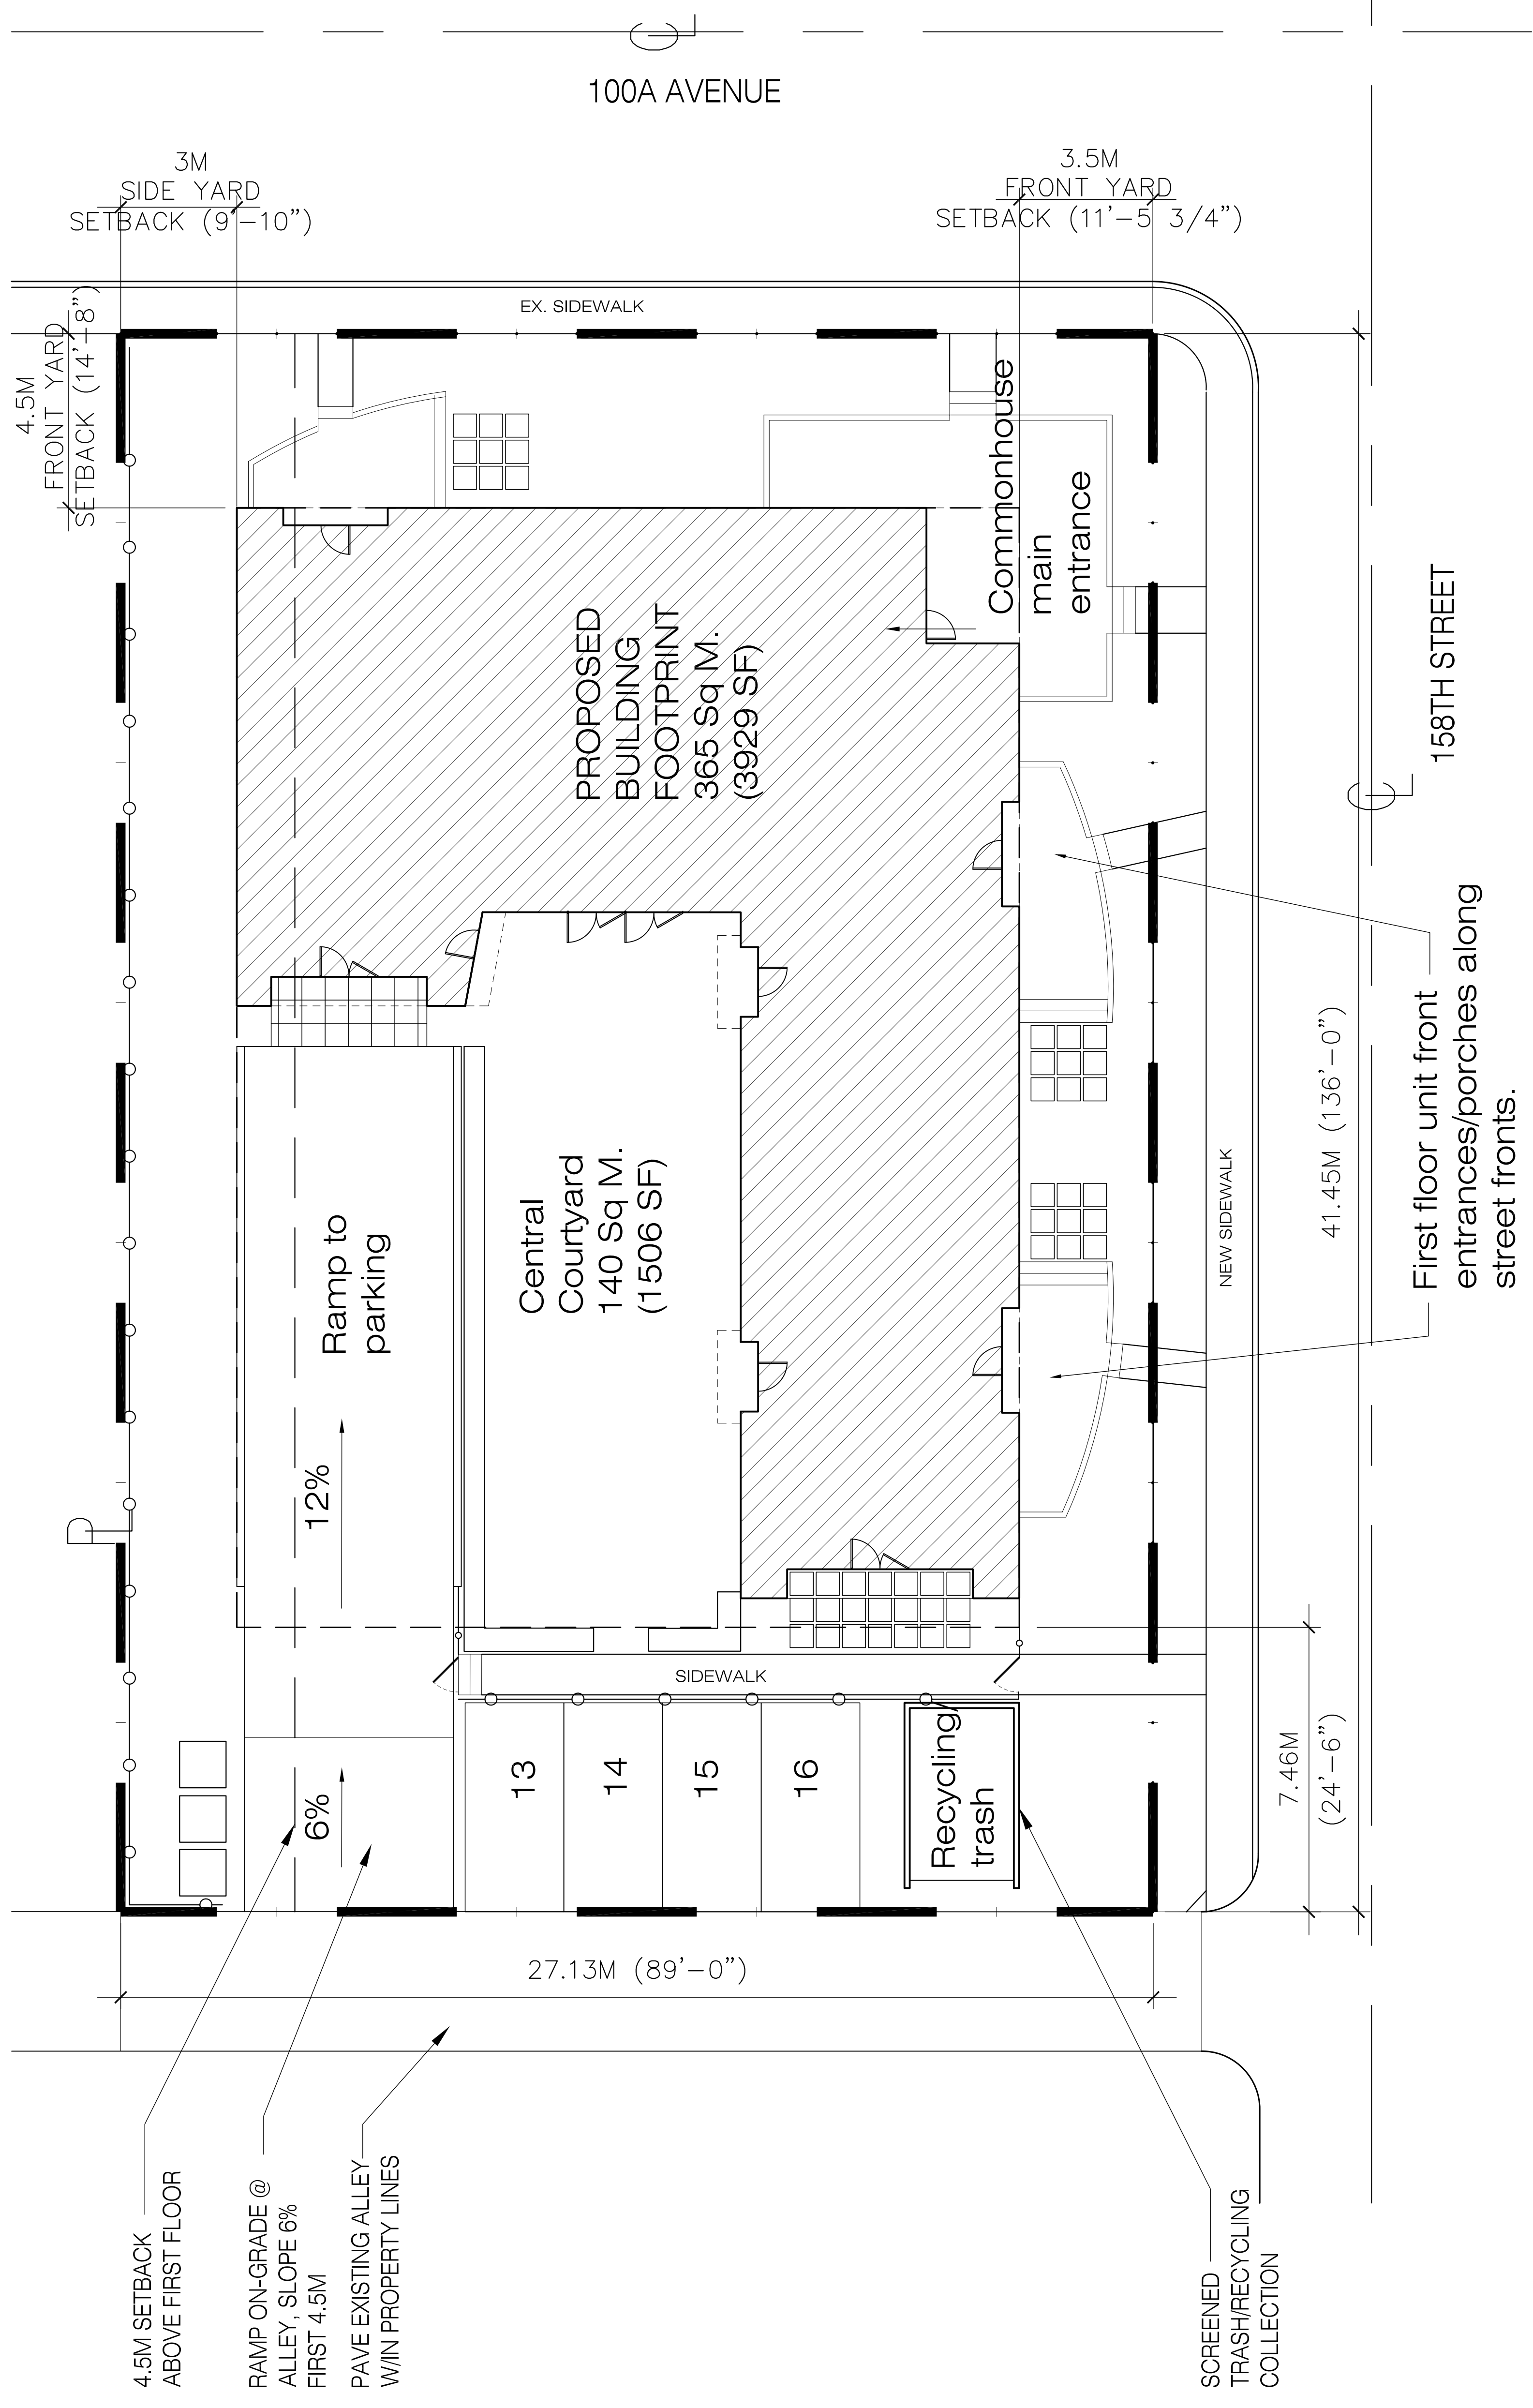 100A AVENUE
3M
SIDE YARD
SETBACK (9'-10")
3.5M
FRONT YARD
SETBACK (11'-5 3/4")
4.5M
FRONT YARD
SETBACK (14'-8")
EX. SIDEWALK
Commonhouse
main
entrance
PROPOSED
BUILDING
FOOTPRINT
365 Sq M.
(3929 SF)
158TH STREET
Ramp to
parking
12%
Central
Courtyard
140 Sq M.
(1506 SF)
First floor unit front
entrances/porches along
street fronts.
41.45M (136'-0")
NEW SIDEWALK
P
L
SIDEWALK
6%
13
14
15
16
Recycling
trash
7.46M
(24'-6")
27.13M (89'-0")
4.5M SETBACK
ABOVE FIRST FLOOR
RAMP ON-GRADE @
ALLEY, SLOPE 6%
FIRST 4.5M
PAVE EXISTING ALLEY
W/IN PROPERTY LINES
SCREENED
TRASH/RECYCLING
COLLECTION
C
L
C
L